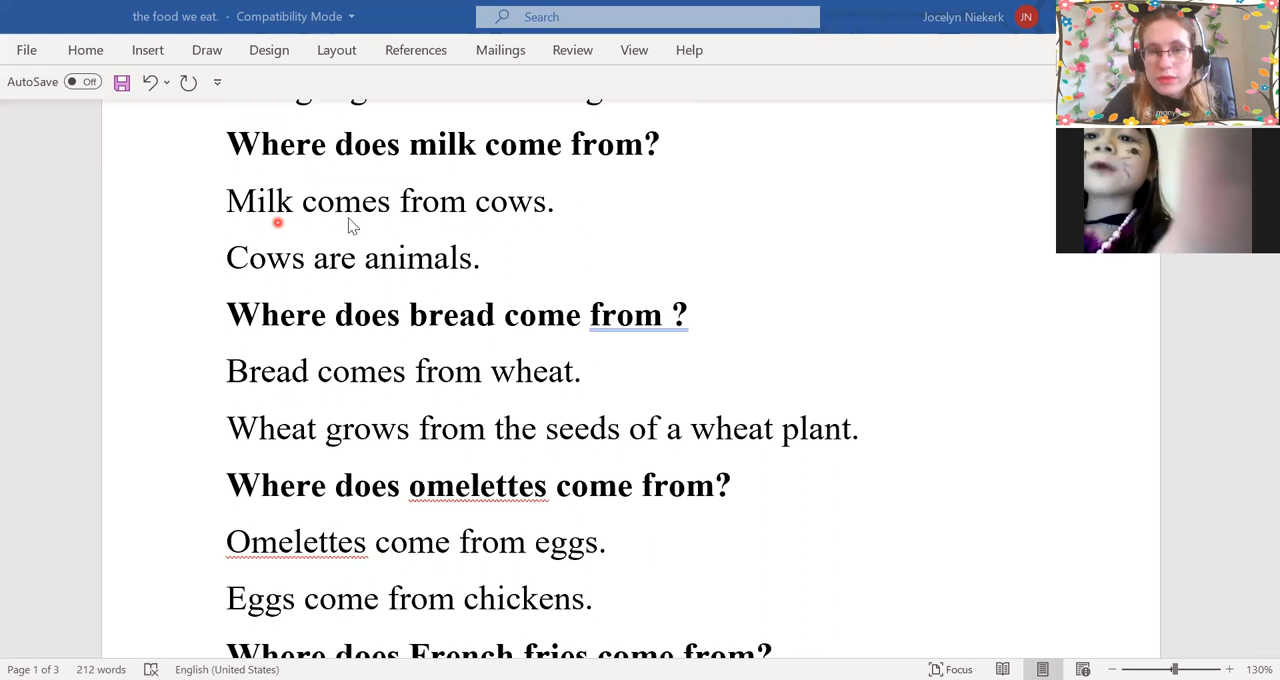 the food we eat. - Compatibility Mode
Search
Jocelyn Niekerk JN
File Home Insert Draw Design Layout References Mailings Review View Help
AutoSave Off
Where does milk come from?
Milk comes from cows.
Cows are animals.
Where does bread come from ?
Bread comes from wheat.
Wheat grows from the seeds of a wheat plant.
Where does omelettes come from?
Omelettes come from eggs.
Eggs come from chickens.
Where does French fries come from?
Page 1 of 3 212 words English (United States) Focus 130%